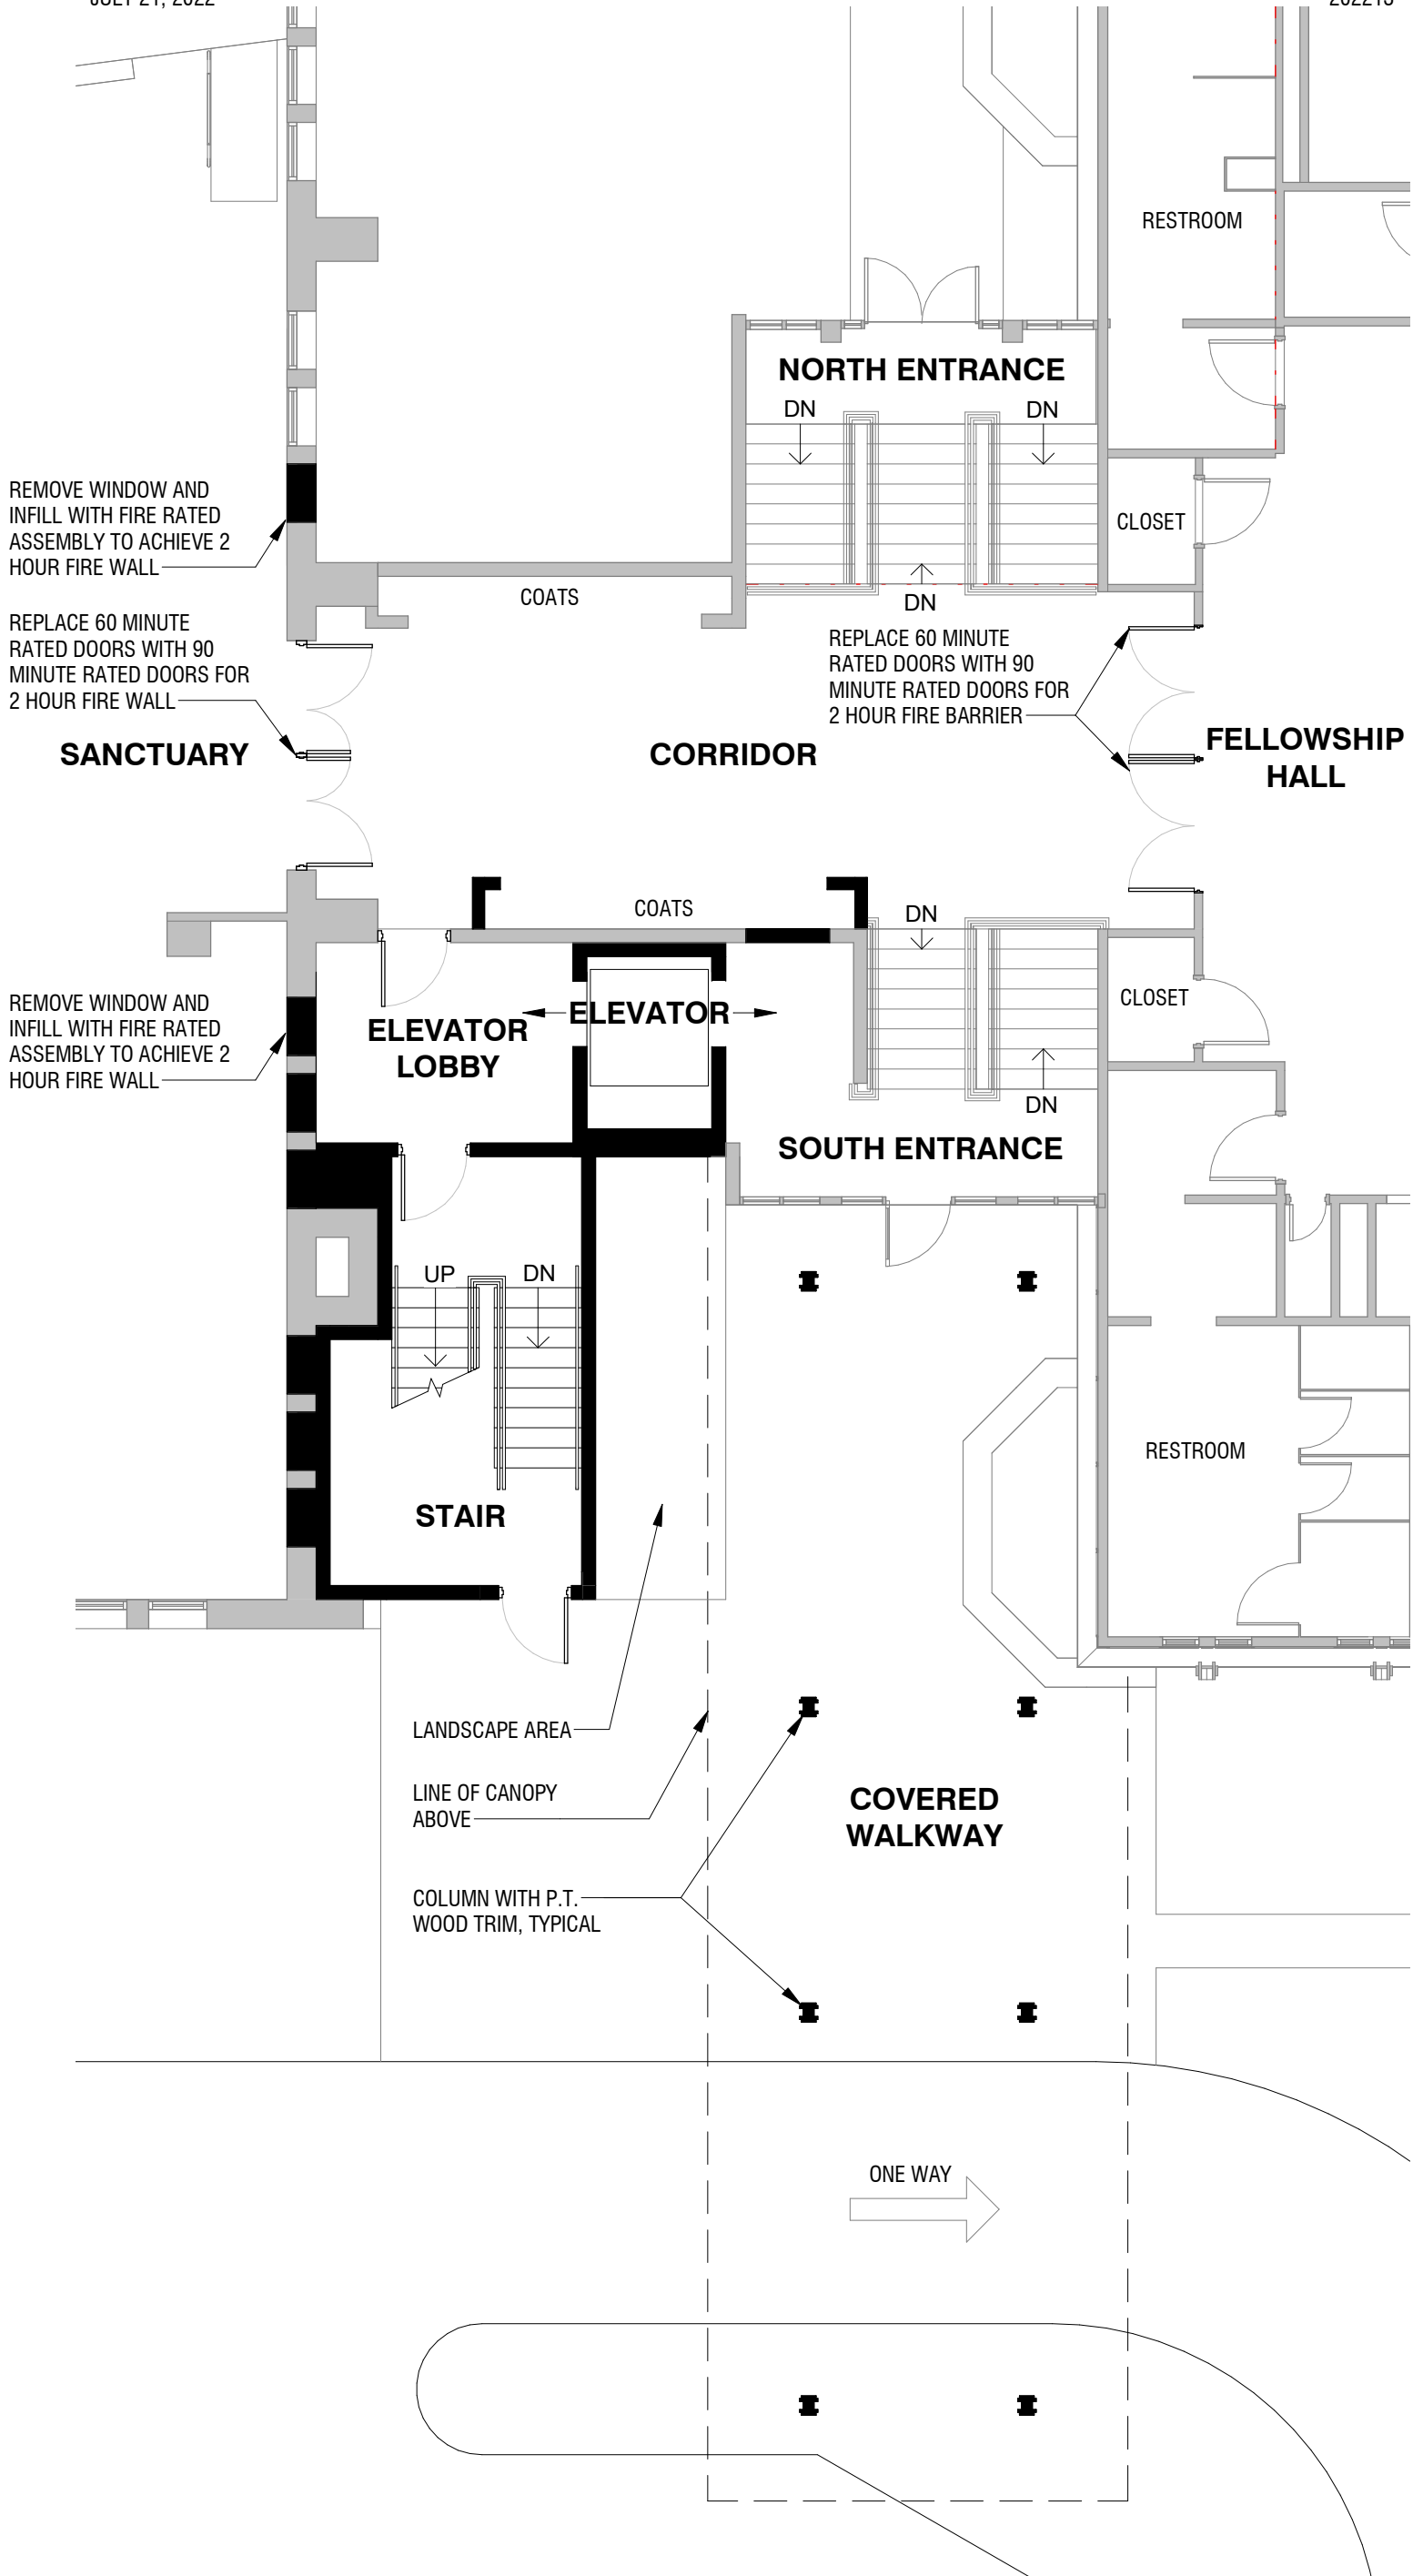 RESTROOM
NORTH ENTRANCE
DN
DN
REMOVE WINDOW AND
INFILL WITH FIRE RATED
ASSEMBLY TO ACHIEVE 2
HOUR FIRE WALL
CLOSET
COATS
DN
REPLACE 60 MINUTE
RATED DOORS WITH 90
MINUTE RATED DOORS FOR
2 HOUR FIRE WALL
REPLACE 60 MINUTE
RATED DOORS WITH 90
MINUTE RATED DOORS FOR
2 HOUR FIRE BARRIER
SANCTUARY
CORRIDOR
FELLOWSHIP
HALL
COATS
DN
REMOVE WINDOW AND
INFILL WITH FIRE RATED
ASSEMBLY TO ACHIEVE 2
HOUR FIRE WALL
ELEVATOR
LOBBY
ELEVATOR
CLOSET
DN
SOUTH ENTRANCE
UP
DN
RESTROOM
STAIR
LANDSCAPE AREA
LINE OF CANOPY
ABOVE
COVERED
WALKWAY
COLUMN WITH P.T.
WOOD TRIM, TYPICAL
ONE WAY